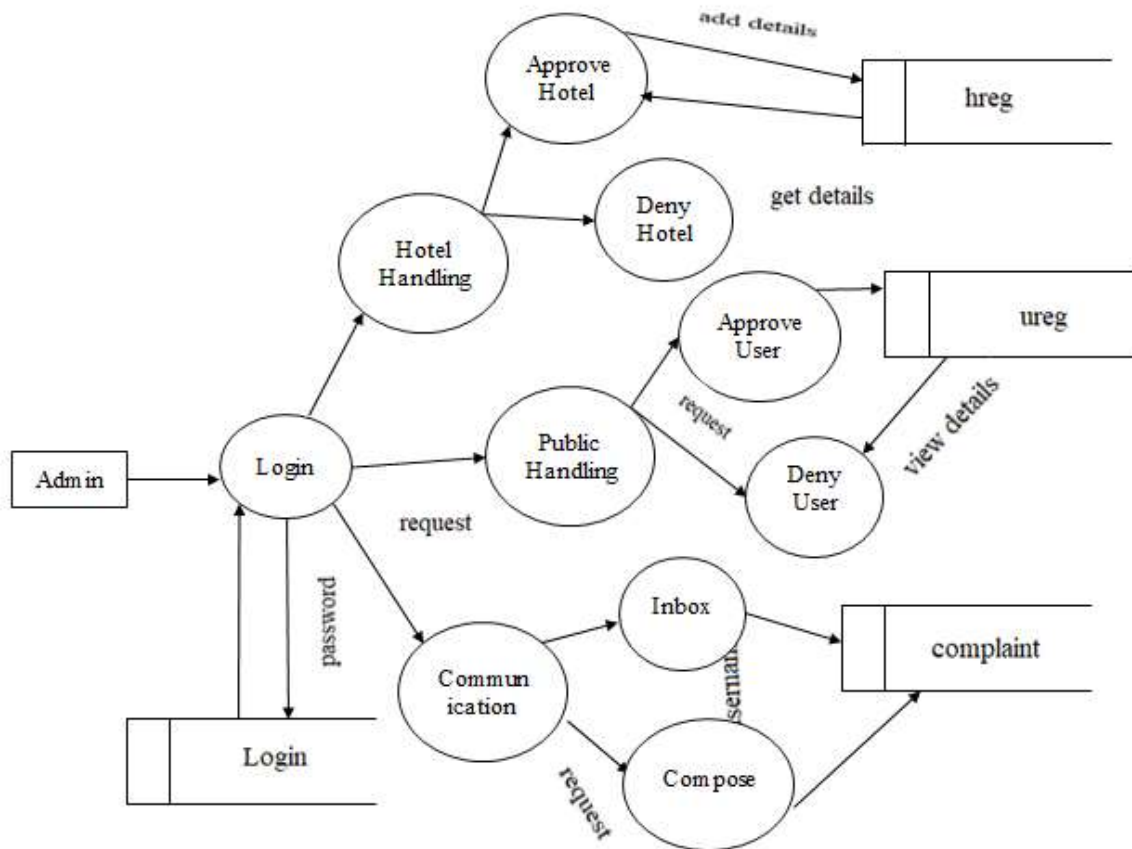 add details
Approve
Hotel
hreg
Deny
Hotel
get details
Hotel
Handling
Approve
User
ureg
request
view details
Public
Handling
Deny
User
Admin
Login
request
password
Inbox
complaint
Commun
ication
Login
Compose
request